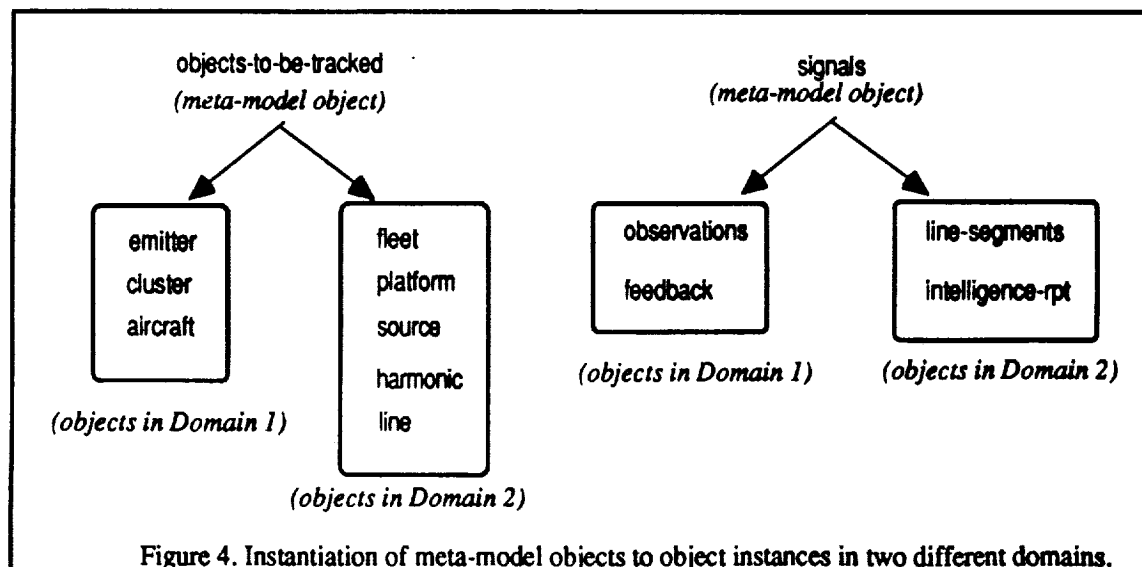 objects-to-be-tracked
(meta-model object)
signals
(meta-model object)
emitter
cluster
aircraft
(objects in Domain 1)
fleet
platform
source
harmonic
line
(objects in Domain 2)
observations
feedback
(objects in Domain 1)
line-segments
intelligence-rpt
(objects in Domain 2)
Figure 4. Instantiation of meta-model objects to object instances in two different domains.